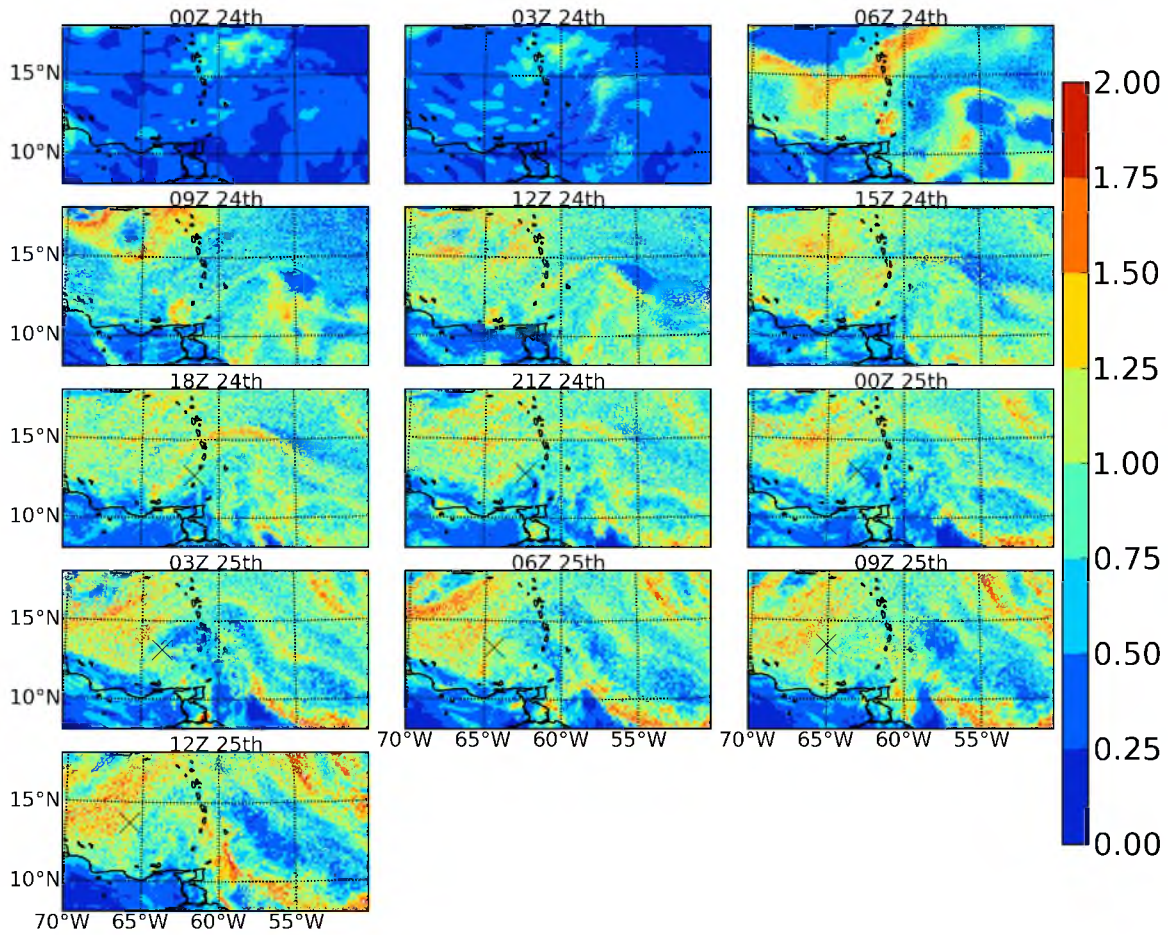 00Z 24th 03Z 24th 06Z 24th
15°N
10°N
2.00
1.75
1.50
1.25
1.00
0.75
0.50
0.25
0.00
09Z 24th 12Z 24th 15Z 24th
15°N
10°N
18Z 24th 21Z 24th 00Z 25th
15°N
10°N
03Z 25th 06Z 25th 09Z 25th
15°N
10°N
70°W 65°W 60°W 55°W 70°W 65°W 60°W 55°W
12Z 25th
15°N
10°N
70°W 65°W 60°W 55°W